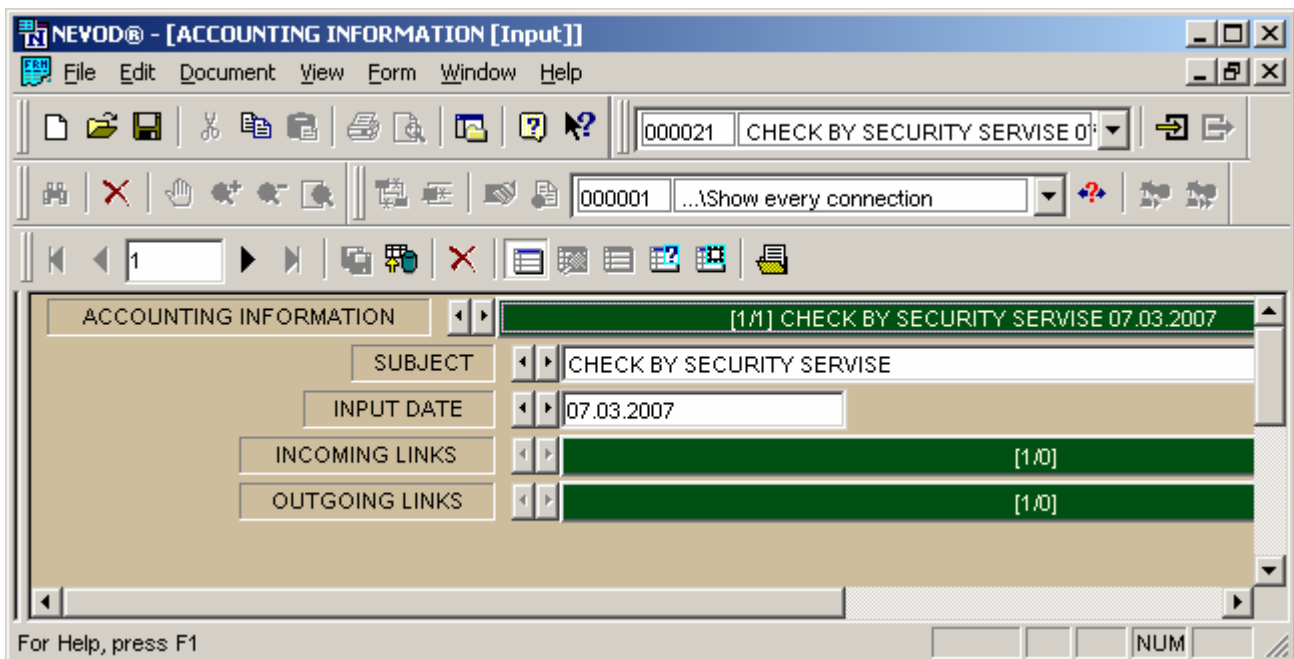 NEVOD® - [ACCOUNTING INFORMATION [Input]]
File Edit Document View Form Window Help
000021 CHECK BY SECURITY SERVISE
000001 ...\Show every connection
1
ACCOUNTING INFORMATION [1/1] CHECK BY SECURITY SERVISE 07.03.2007
SUBJECT CHECK BY SECURITY SERVISE
INPUT DATE 07.03.2007
INCOMING LINKS [1/0]
OUTGOING LINKS [1/0]
For Help, press F1 NUM